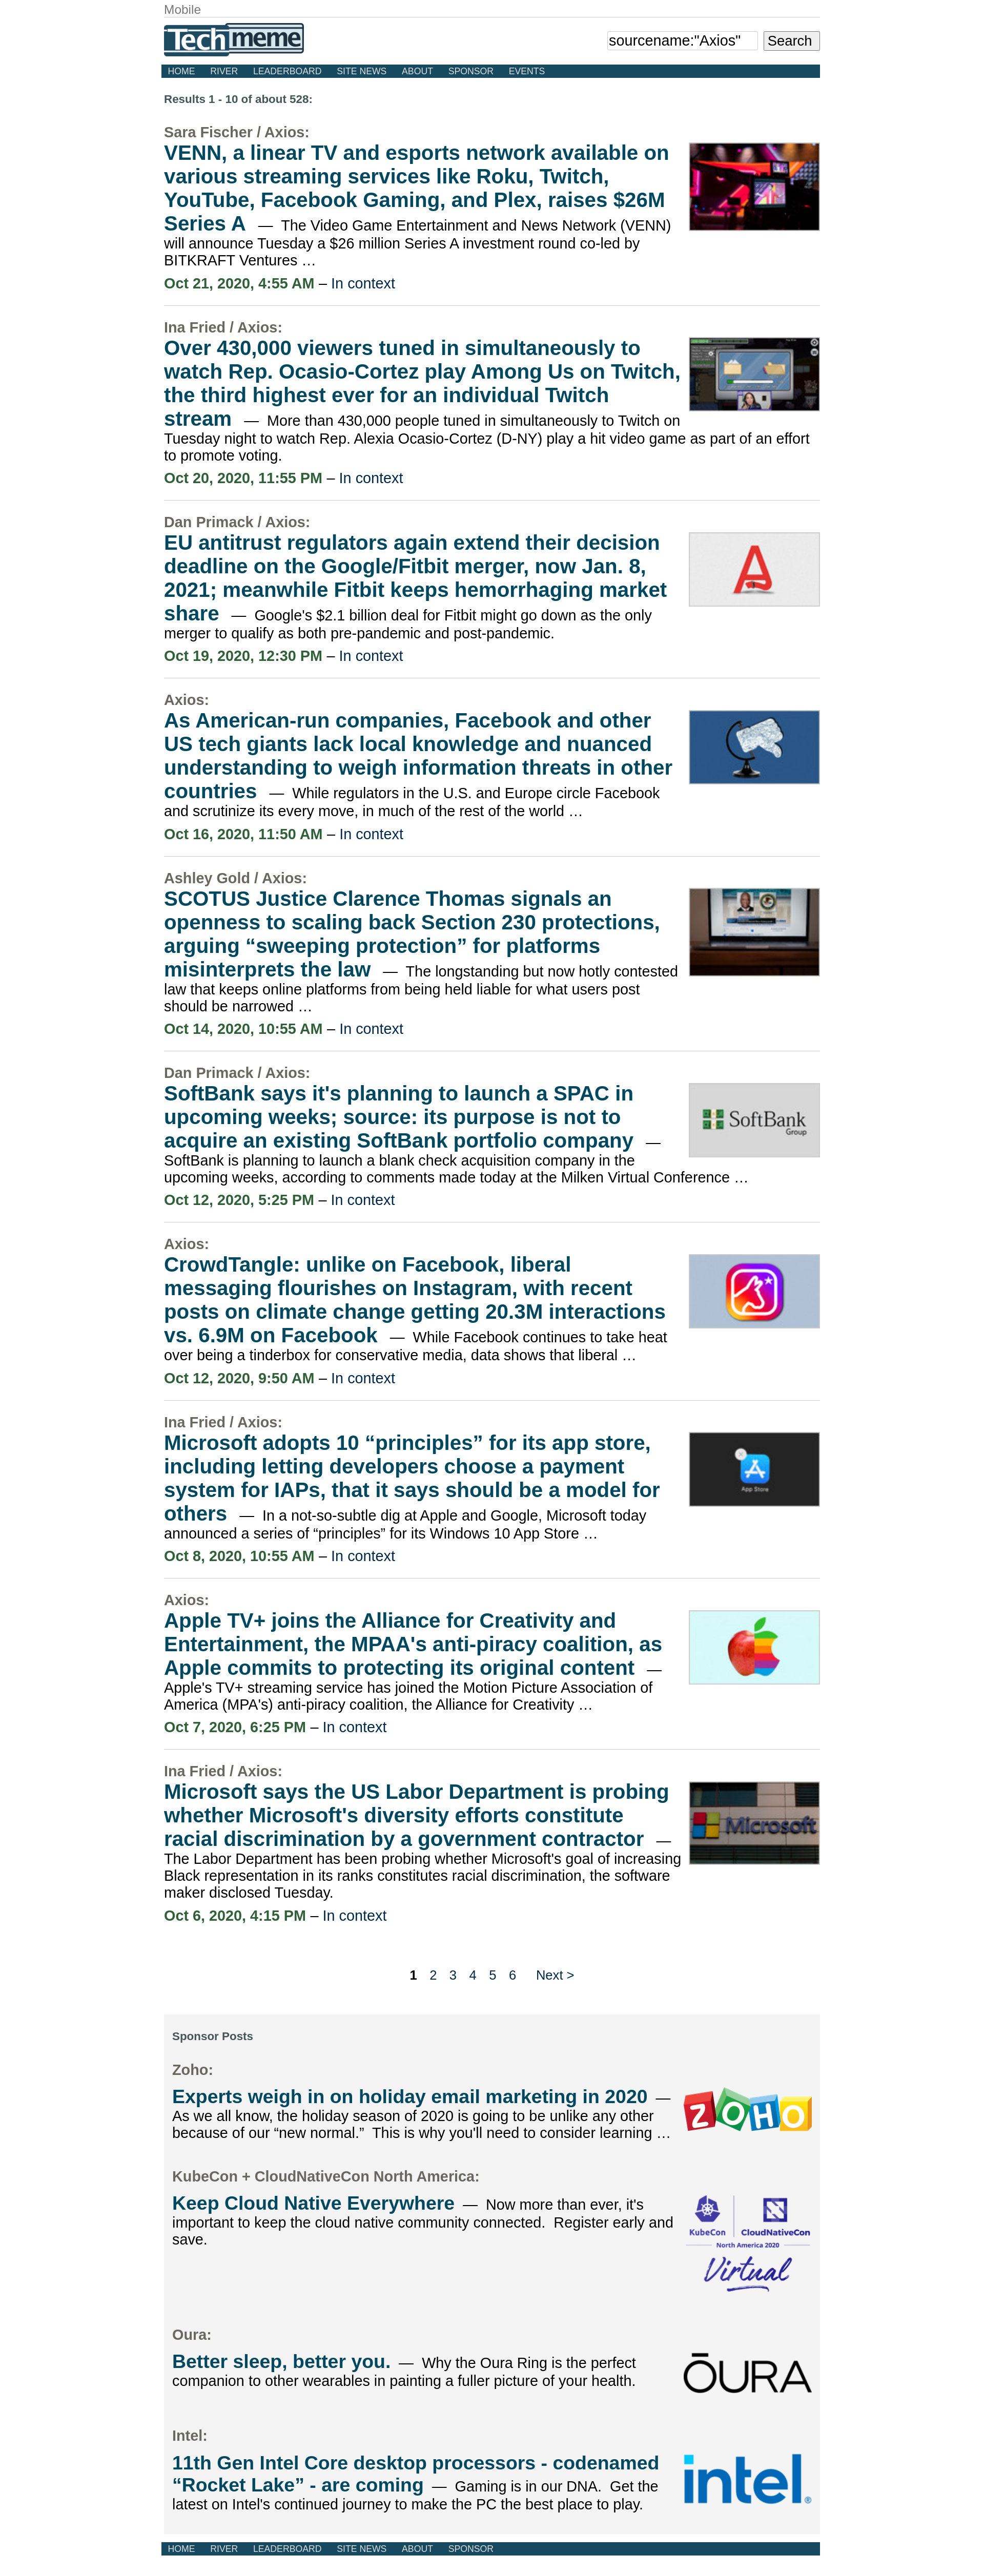 Mobile
Techmeme
sourcename:"Axios"
Search
HOME RIVER LEADERBOARD SITE NEWS ABOUT SPONSOR EVENTS
Results 1 - 10 of about 528:
Sara Fischer / Axios:
VENN, a linear TV and esports network available on
various streaming services like Roku, Twitch,
YouTube, Facebook Gaming, and Plex, raises $26M
Series A — The Video Game Entertainment and News Network (VENN)
will announce Tuesday a $26 million Series A investment round co-led by
BITKRAFT Ventures …
Oct 21, 2020, 4:55 AM – In context
Ina Fried / Axios:
Over 430,000 viewers tuned in simultaneously to
watch Rep. Ocasio-Cortez play Among Us on Twitch,
the third highest ever for an individual Twitch
stream — More than 430,000 people tuned in simultaneously to Twitch on
Tuesday night to watch Rep. Alexia Ocasio-Cortez (D-NY) play a hit video game as part of an effort
to promote voting.
Oct 20, 2020, 11:55 PM – In context
Dan Primack / Axios:
EU antitrust regulators again extend their decision
deadline on the Google/Fitbit merger, now Jan. 8,
2021; meanwhile Fitbit keeps hemorrhaging market
share — Google's $2.1 billion deal for Fitbit might go down as the only
merger to qualify as both pre-pandemic and post-pandemic.
Oct 19, 2020, 12:30 PM – In context
Axios:
As American-run companies, Facebook and other
US tech giants lack local knowledge and nuanced
understanding to weigh information threats in other
countries — While regulators in the U.S. and Europe circle Facebook
and scrutinize its every move, in much of the rest of the world …
Oct 16, 2020, 11:50 AM – In context
Ashley Gold / Axios:
SCOTUS Justice Clarence Thomas signals an
openness to scaling back Section 230 protections,
arguing “sweeping protection” for platforms
misinterprets the law — The longstanding but now hotly contested
law that keeps online platforms from being held liable for what users post
should be narrowed …
Oct 14, 2020, 10:55 AM – In context
Dan Primack / Axios:
SoftBank says it's planning to launch a SPAC in
upcoming weeks; source: its purpose is not to
acquire an existing SoftBank portfolio company —
SoftBank is planning to launch a blank check acquisition company in the
upcoming weeks, according to comments made today at the Milken Virtual Conference …
SoftBank
Group
Oct 12, 2020, 5:25 PM – In context
Axios:
CrowdTangle: unlike on Facebook, liberal
messaging flourishes on Instagram, with recent
posts on climate change getting 20.3M interactions
vs. 6.9M on Facebook — While Facebook continues to take heat
over being a tinderbox for conservative media, data shows that liberal …
Oct 12, 2020, 9:50 AM – In context
Ina Fried / Axios:
Microsoft adopts 10 “principles” for its app store,
including letting developers choose a payment
system for IAPs, that it says should be a model for
others — In a not-so-subtle dig at Apple and Google, Microsoft today
announced a series of “principles” for its Windows 10 App Store …
App Store
Oct 8, 2020, 10:55 AM – In context
Axios:
Apple TV+ joins the Alliance for Creativity and
Entertainment, the MPAA's anti-piracy coalition, as
Apple commits to protecting its original content —
Apple's TV+ streaming service has joined the Motion Picture Association of
America (MPA's) anti-piracy coalition, the Alliance for Creativity …
Oct 7, 2020, 6:25 PM – In context
Ina Fried / Axios:
Microsoft says the US Labor Department is probing
whether Microsoft's diversity efforts constitute
racial discrimination by a government contractor —
The Labor Department has been probing whether Microsoft's goal of increasing
Black representation in its ranks constitutes racial discrimination, the software
maker disclosed Tuesday.
Microsoft
Oct 6, 2020, 4:15 PM – In context
1 2 3 4 5 6 Next >
Sponsor Posts
Zoho:
Experts weigh in on holiday email marketing in 2020 —
As we all know, the holiday season of 2020 is going to be unlike any other
because of our “new normal.” This is why you'll need to consider learning …
ZOHO
KubeCon + CloudNativeCon North America:
Keep Cloud Native Everywhere — Now more than ever, it's
important to keep the cloud native community connected. Register early and
save.
KubeCon CloudNativeCon
North America 2020
Virtual
Oura:
Better sleep, better you. — Why the Oura Ring is the perfect
companion to other wearables in painting a fuller picture of your health.
ŌURA
Intel:
11th Gen Intel Core desktop processors - codenamed
“Rocket Lake” - are coming — Gaming is in our DNA. Get the
latest on Intel's continued journey to make the PC the best place to play.
intel®
HOME RIVER LEADERBOARD SITE NEWS ABOUT SPONSOR